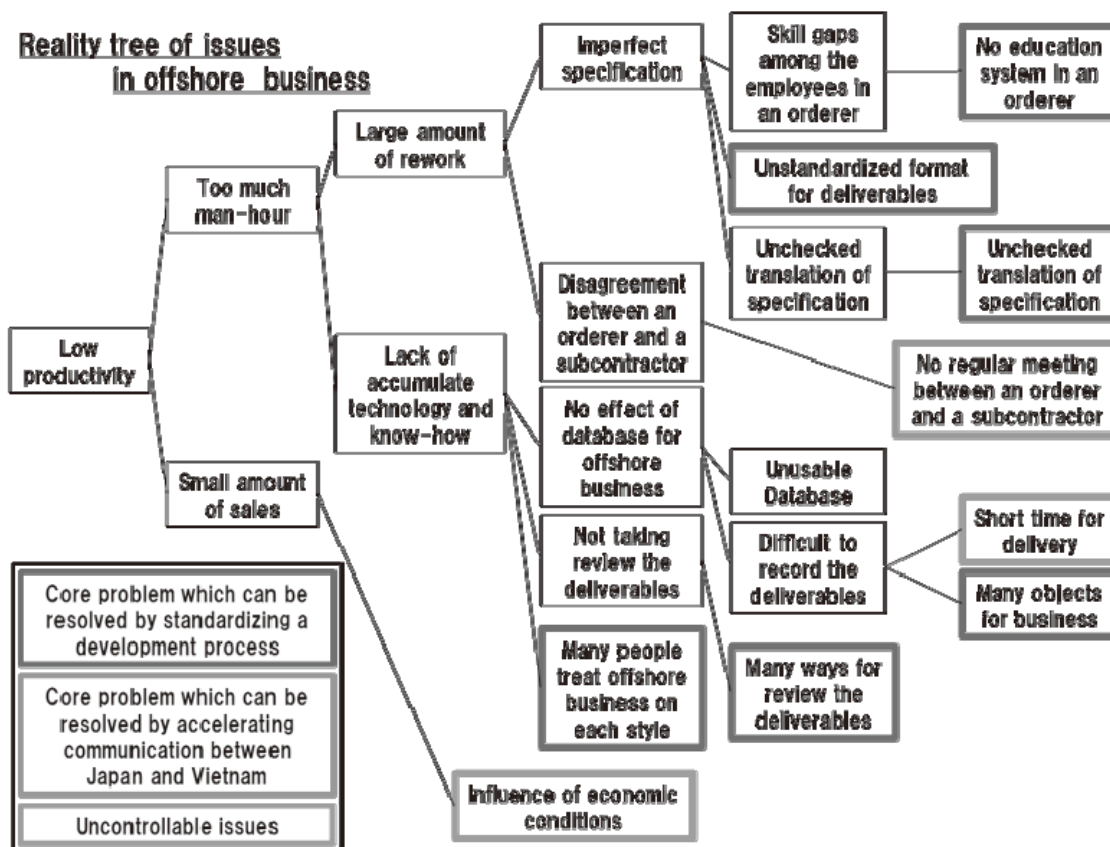 Reality tree of issues
in offshore business
Low
productivity
Too much
man-hour
Small amount
of sales
Large amount
of rework
Lack of
accumulate
technology and
know-how
Imperfect
specification
Disagreement
between an
orderer and a
subcontractor
No effect of
database for
offshore
business
Not taking
review the
deliverables
Many people
treat offshore
business on
each style
Influence of economic
conditions
Skill gaps
among the
employees in
an orderer
Unstandardized format
for deliverables
Unchecked
translation of
specification
No education
system in an
orderer
Unchecked
translation of
specification
No regular meeting
between an orderer
and a subcontractor
Unusable
Database
Difficult to
record the
deliverables
Many ways for
review the
deliverables
Short time for
delivery
Many objects
for business
Core problem which can be
resolved by standardizing a
development process
Core problem which can be
resolved by accelerating
communication between
Japan and Vietnam
Uncontrollable issues